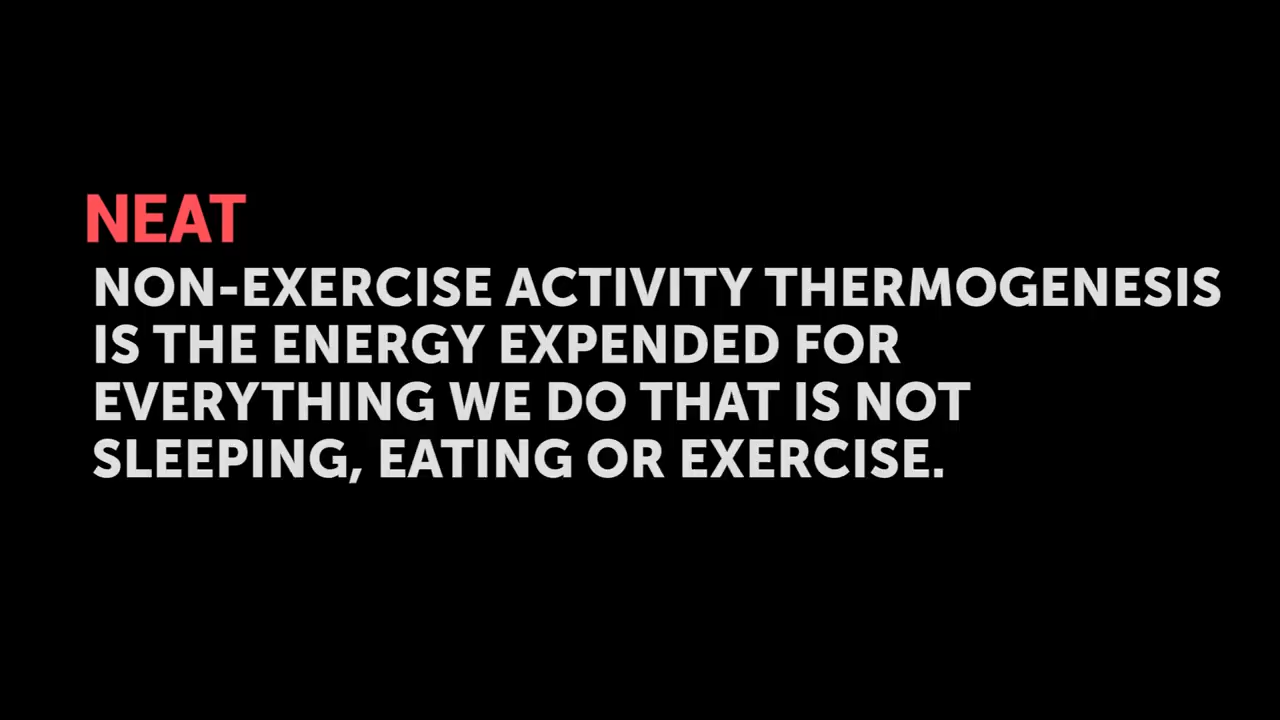 NEAT
NON-EXERCISE ACTIVITY THERMOGENESIS
IS THE ENERGY EXPENDED FOR
EVERYTHING WE DO THAT IS NOT
SLEEPING, EATING OR EXERCISE.